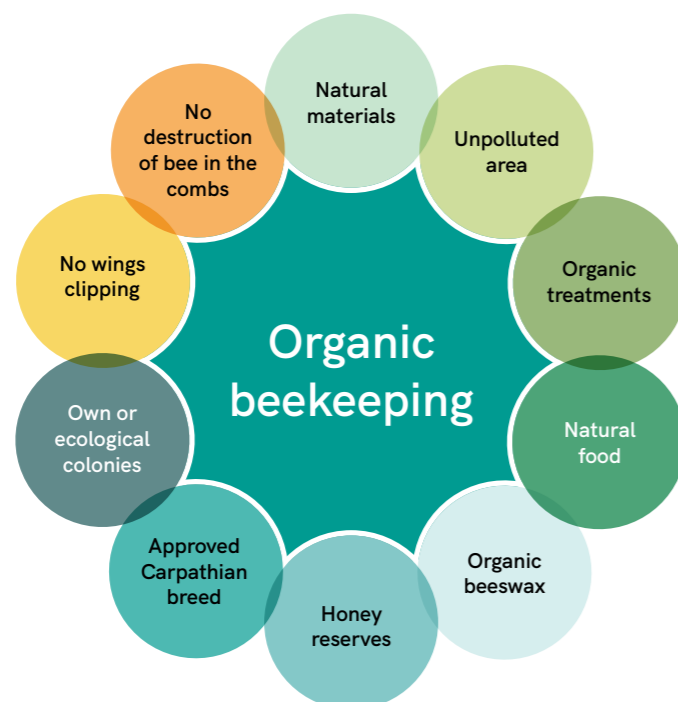 Natural
materials
Unpolluted
area
Organic
treatments
Natural
food
Organic
beeswax
Honey
reserves
Approved
Carpathian
breed
Own or
ecological
colonies
No wings
clipping
No
destruction
of bee in the
combs
Organic
beekeeping